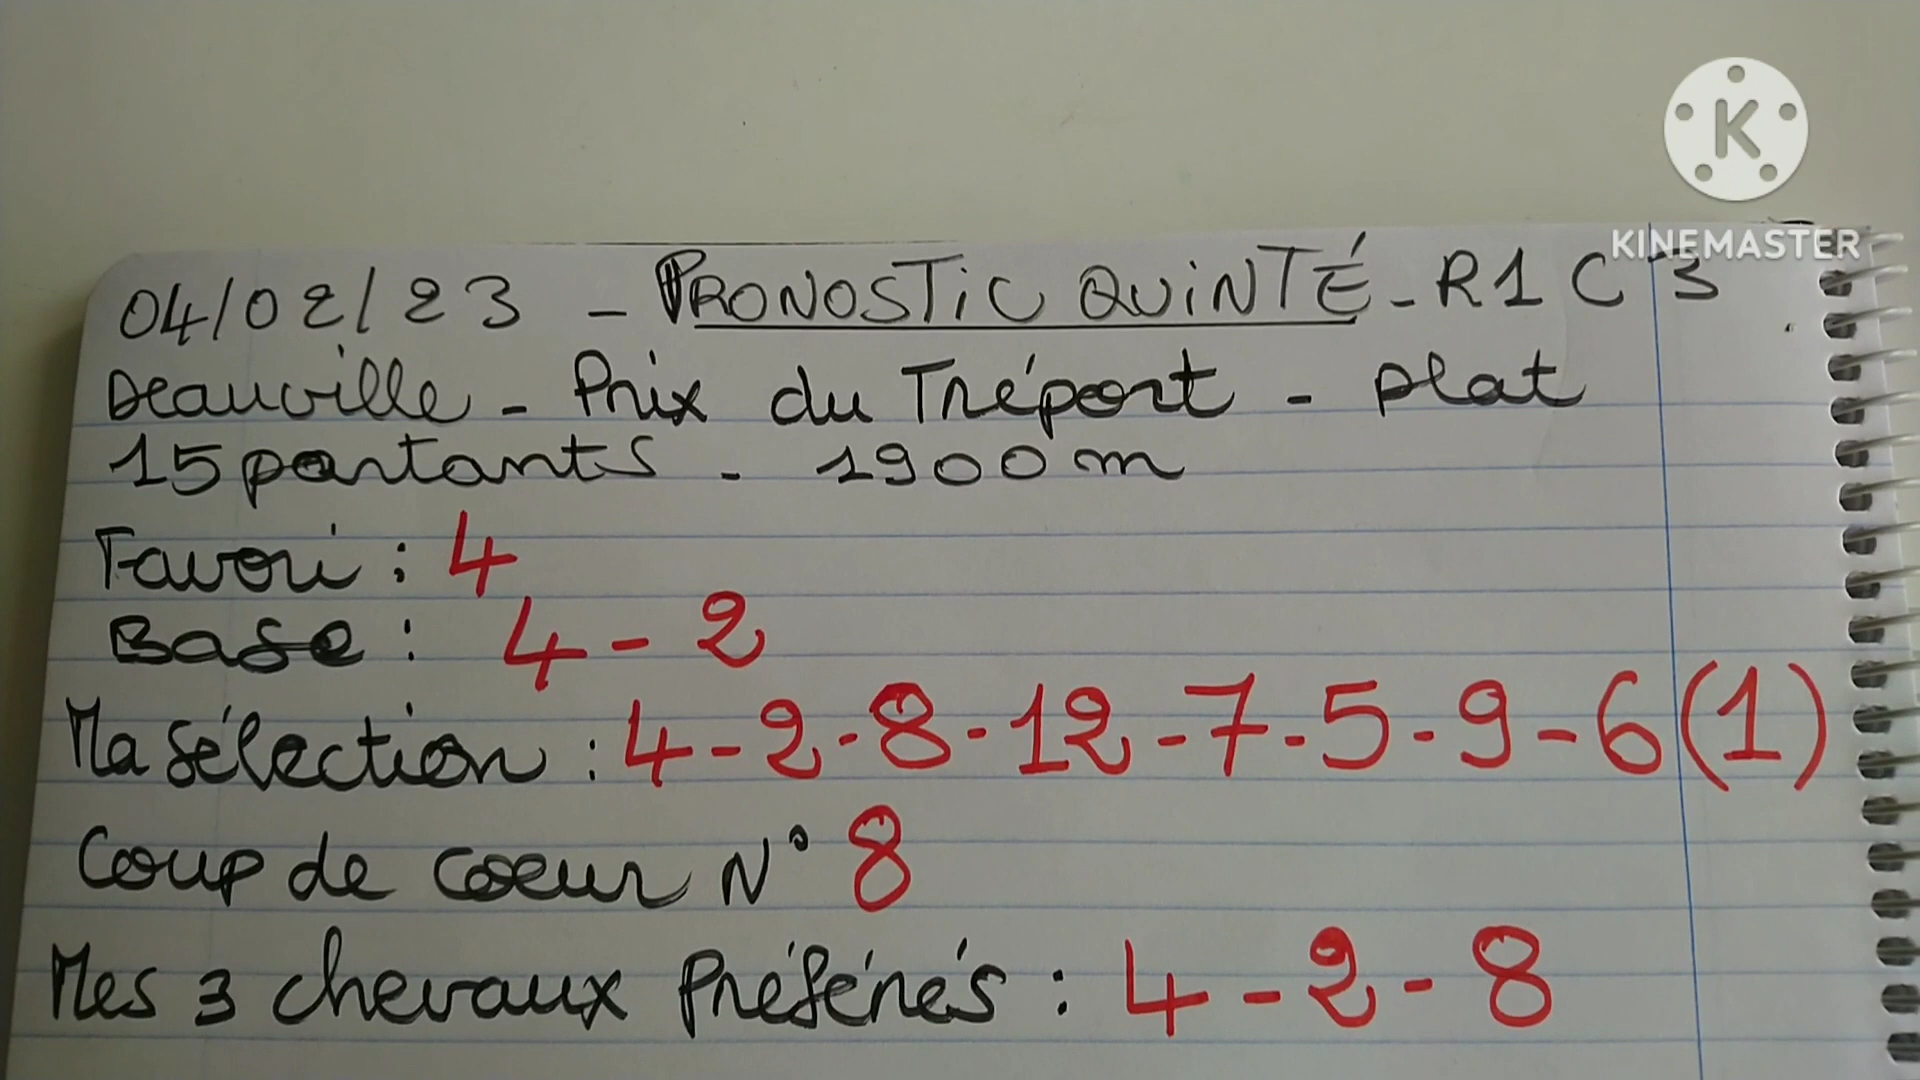 KINEMASTER
04/02/23 - PRONOSTIC QUINTÉ - R1 C3
Deauville - Prix du Tréport - Plat
15 partants - 1900m
Favori : 4
Base : 4 - 2
Ma sélection : 4 - 2 - 8 - 12 - 7 - 5 - 9 - 6 (1)
Coup de coeur N° 8
Mes 3 chevaux Préférés : 4 - 2 - 8